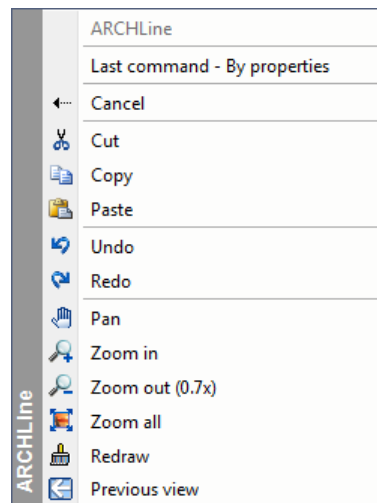 ARCHLine
Last command - By properties
Cancel
Cut
Copy
Paste
Undo
Redo
Pan
Zoom in
Zoom out (0.7x)
Zoom all
Redraw
Previous view
ARCHLIne